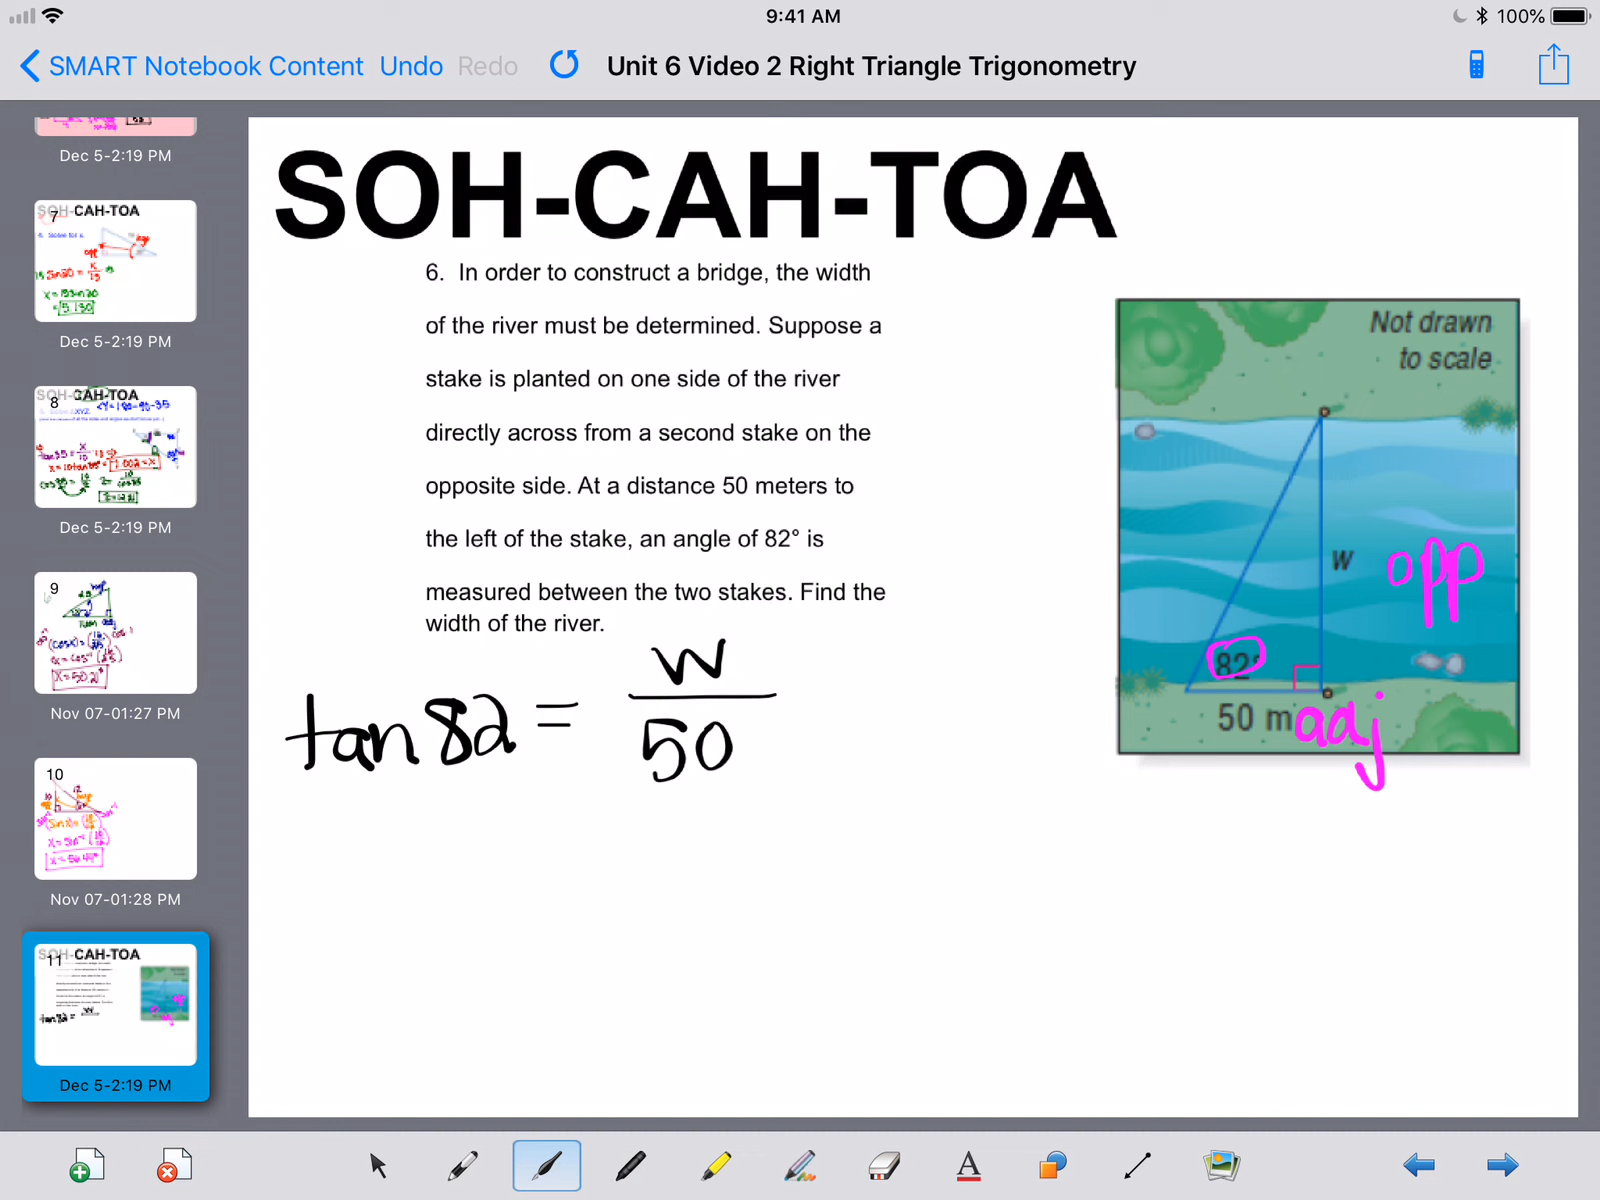 9:41 AM
100%
SMART Notebook Content Undo Redo Unit 6 Video 2 Right Triangle Trigonometry
Dec 5-2:19 PM
7
SOH-CAH-TOA
Dec 5-2:19 PM
8
SOH-CAH-TOA
Dec 5-2:19 PM
9
Nov 07-01:27 PM
10
Nov 07-01:28 PM
11
SOH-CAH-TOA
tan 82 = W
Dec 5-2:19 PM
SOH-CAH-TOA
6. In order to construct a bridge, the width
of the river must be determined. Suppose a
stake is planted on one side of the river
directly across from a second stake on the
opposite side. At a distance 50 meters to
the left of the stake, an angle of 82° is
measured between the two stakes. Find the
width of the river.
tan 82 = W
50
Not drawn
to scale
W opp
82°
50 m adj
A